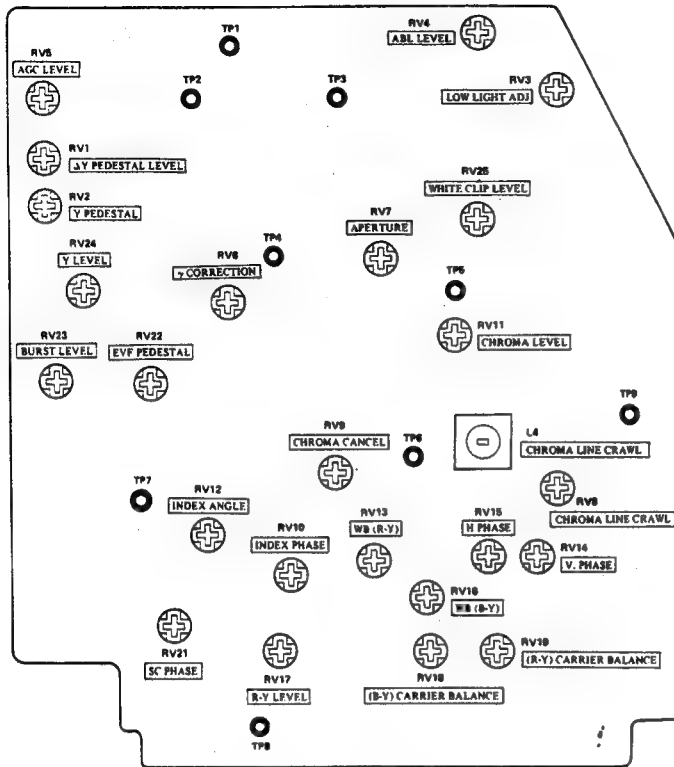 RV4
ABL LEVEL
TP1
RV5
AGC LEVEL
TP2
TP3
RV3
LOW LIGHT ADJ
RV1
ΔY PEDESTAL LEVEL
RV2
Y PEDESTAL
RV25
WHITE CLIP LEVEL
RV7
APERTURE
RV24
Y LEVEL
TP4
RV6
γ CORRECTION
TP5
RV11
CHROMA LEVEL
RV23
BURST LEVEL
RV22
EVF PEDESTAL
TP9
RV9
CHROMA CANCEL
TP6
L4
CHROMA LINE CRAWL
TP7
RV12
INDEX ANGLE
RV8
CHROMA LINE CRAWL
RV10
INDEX PHASE
RV13
WB (R-Y)
RV15
H PHASE
RV14
V. PHASE
RV16
WB (B-Y)
RV21
SC PHASE
RV17
R-Y LEVEL
RV18
(B-Y) CARRIER BALANCE
RV19
(R-Y) CARRIER BALANCE
TP8